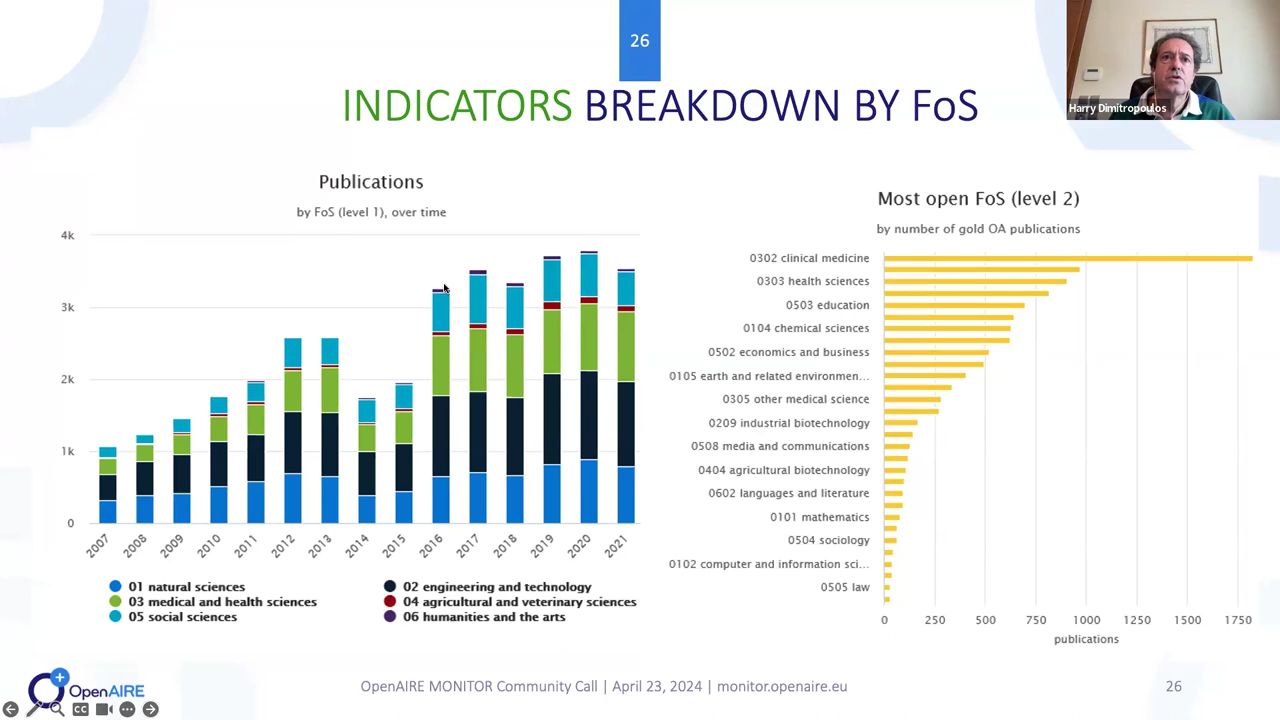 26
Harry Dimitropoulos
INDICATORS BREAKDOWN BY FoS
Publications
by FoS (level 1), over time
4k
3k
2k
1k
0
2007
2008
2009
2010
2011
2012
2013
2014
2015
2016
2017
2018
2019
2020
2021
01 natural sciences
02 engineering and technology
03 medical and health sciences
04 agricultural and veterinary sciences
05 social sciences
06 humanities and the arts
Most open FoS (level 2)
by number of gold OA publications
0302 clinical medicine
0303 health sciences
0503 education
0104 chemical sciences
0502 economics and business
0105 earth and related environmen...
0305 other medical science
0209 industrial biotechnology
0508 media and communications
0404 agricultural biotechnology
0602 languages and literature
0101 mathematics
0504 sociology
0102 computer and information sci...
0505 law
0 250 500 750 1000 1250 1500 1750
publications
OpenAIRE
CC
OpenAIRE MONITOR Community Call | April 23, 2024 | monitor.openaire.eu
26